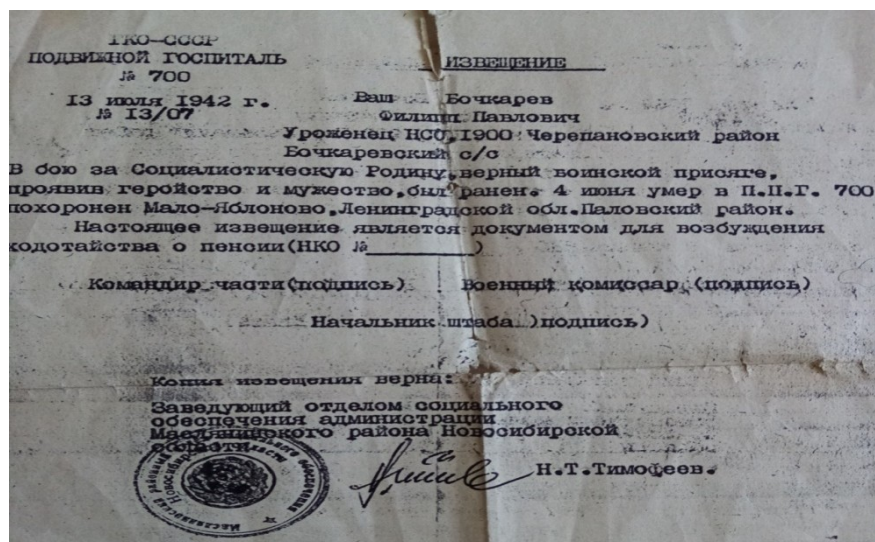 ГКО-СССР
ПОДВИЖНОЙ ГОСПИТАЛЬ
№ 700
ИЗВЕЩЕНИЕ
13 июля 1942 г.
№ 13/07
Ваш Бочкарев
Филипп Павлович
Уроженец НСО,1900 Черепановский район
Бочкаревский с/с
В бою за Социалистическую Родину,верный воинской присяге,
проявив геройство и мужество,был ранен. 4 июня умер в П.П.Г. 700
похоронен Мало-Яблоново,Ленинградской обл.Паловский район.
Настоящее извещение является документом для возбуждения
ходотайства о пенсии(НКО №__________)
Командир части(подпись) Военный комиссар (подпись)
Начальник штаба )подпись)
Копия извещения верна:
Заведующий отделом социального
обеспечения администрации
Маслянинского района Новосибирской
области
Н.Т.Тимофеев.